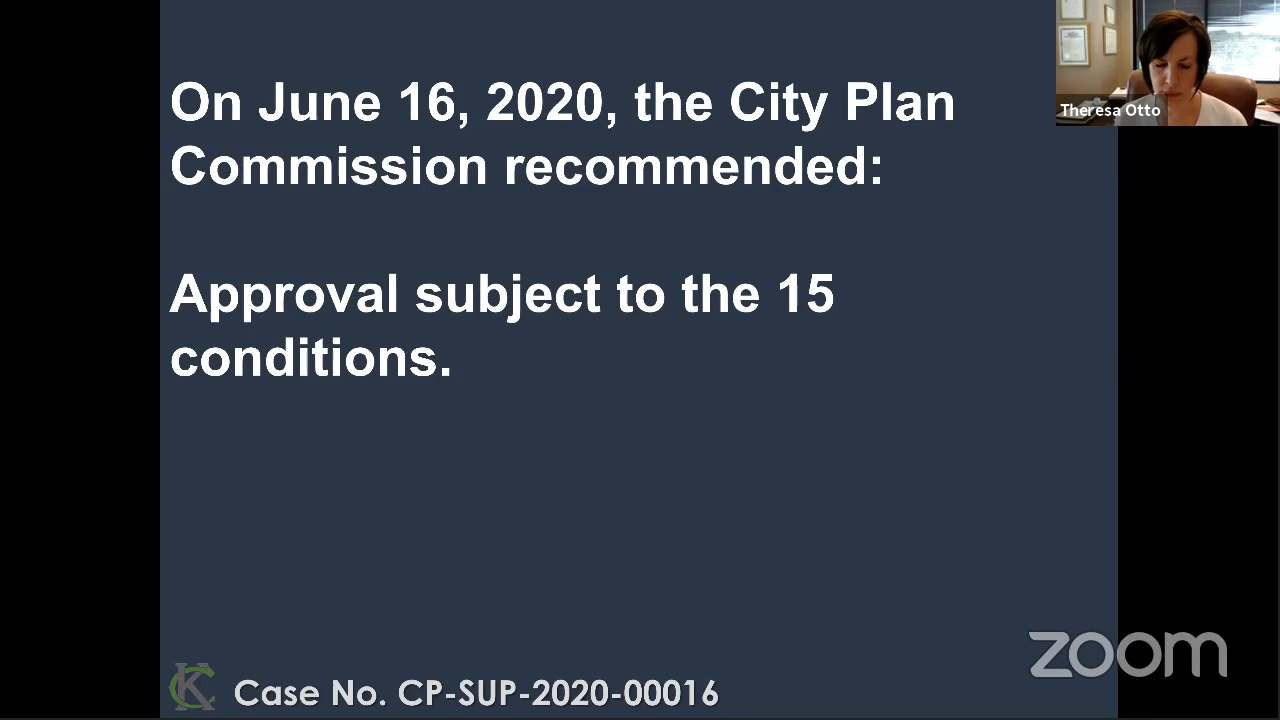 On June 16, 2020, the City Plan
Commission recommended:
Approval subject to the 15
conditions.
Theresa Otto
zoom
KC
Case No. CP-SUP-2020-00016